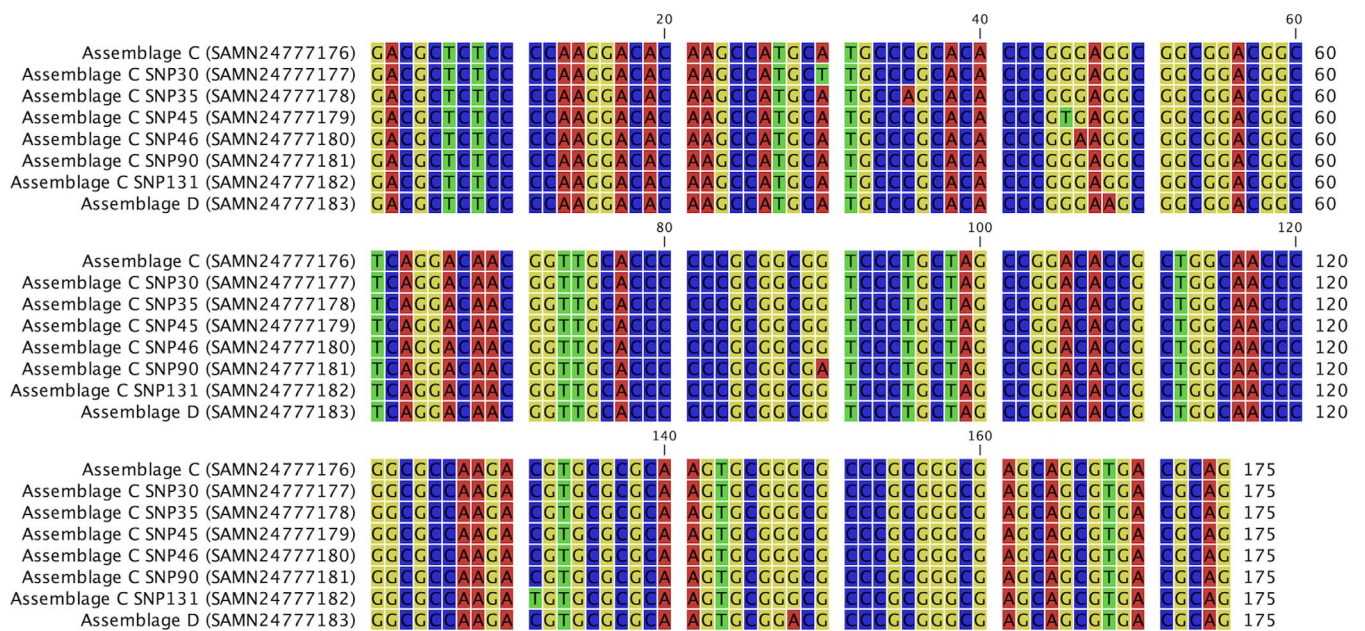 20 40 60
Assemblage C (SAMN24777176) GACGCTCTCC CCAAGGACAC AAGCCATGCA TGCCCGCACA CCCGGGAGGC GGCGGACGGC 60
Assemblage C SNP30 (SAMN24777177) GACGCTCTCC CCAAGGACAC AAGCCATGCT TGCCCGCACA CCCGGGAGGC GGCGGACGGC 60
Assemblage C SNP35 (SAMN24777178) GACGCTCTCC CCAAGGACAC AAGCCATGCA TGCCAGCACA CCCGGGAGGC GGCGGACGGC 60
Assemblage C SNP45 (SAMN24777179) GACGCTCTCC CCAAGGACAC AAGCCATGCA TGCCCGCACA CCCGTGAGGC GGCGGACGGC 60
Assemblage C SNP46 (SAMN24777180) GACGCTCTCC CCAAGGACAC AAGCCATGCA TGCCCGCACA CCCGGAAGGC GGCGGACGGC 60
Assemblage C SNP90 (SAMN24777181) GACGCTCTCC CCAAGGACAC AAGCCATGCA TGCCCGCACA CCCGGGAGGC GGCGGACGGC 60
Assemblage C SNP131 (SAMN24777182) GACGCTCTCC CCAAGGACAC AAGCCATGCA TGCCCGCACA CCCGGGAGGC GGCGGACGGC 60
Assemblage D (SAMN24777183) GACGCTCTCC CCAAGGACAC AAGCCATGCA TGCCCGCACA CCCGGGAAGC GGCGGACGGC 60
80 100 120
Assemblage C (SAMN24777176) TCAGGACAAC GGTTGCACCC CCCGCGGCGG TCCCTGCTAG CCGGACACCG CTGGCAACCC 120
Assemblage C SNP30 (SAMN24777177) TCAGGACAAC GGTTGCACCC CCCGCGGCGG TCCCTGCTAG CCGGACACCG CTGGCAACCC 120
Assemblage C SNP35 (SAMN24777178) TCAGGACAAC GGTTGCACCC CCCGCGGCGG TCCCTGCTAG CCGGACACCG CTGGCAACCC 120
Assemblage C SNP45 (SAMN24777179) TCAGGACAAC GGTTGCACCC CCCGCGGCGG TCCCTGCTAG CCGGACACCG CTGGCAACCC 120
Assemblage C SNP46 (SAMN24777180) TCAGGACAAC GGTTGCACCC CCCGCGGCGG TCCCTGCTAG CCGGACACCG CTGGCAACCC 120
Assemblage C SNP90 (SAMN24777181) TCAGGACAAC GGTTGCACCC CCCGCGGCGA TCCCTGCTAG CCGGACACCG CTGGCAACCC 120
Assemblage C SNP131 (SAMN24777182) TCAGGACAAC GGTTGCACCC CCCGCGGCGG TCCCTGCTAG CCGGACACCG CTGGCAACCC 120
Assemblage D (SAMN24777183) TCAGGACAAC GGTTGCACCC CCCGCGGCGG TCCCTGCTAG CCGGACACCG CTGGCAACCC 120
140 160
Assemblage C (SAMN24777176) GGCGCCAAGA CGTGCGCGCA AGTGCGGGCG CCCGCGGGCG AGCAGCGTGA CGCAG 175
Assemblage C SNP30 (SAMN24777177) GGCGCCAAGA CGTGCGCGCA AGTGCGGGCG CCCGCGGGCG AGCAGCGTGA CGCAG 175
Assemblage C SNP35 (SAMN24777178) GGCGCCAAGA CGTGCGCGCA AGTGCGGGCG CCCGCGGGCG AGCAGCGTGA CGCAG 175
Assemblage C SNP45 (SAMN24777179) GGCGCCAAGA CGTGCGCGCA AGTGCGGGCG CCCGCGGGCG AGCAGCGTGA CGCAG 175
Assemblage C SNP46 (SAMN24777180) GGCGCCAAGA CGTGCGCGCA AGTGCGGGCG CCCGCGGGCG AGCAGCGTGA CGCAG 175
Assemblage C SNP90 (SAMN24777181) GGCGCCAAGA CGTGCGCGCA AGTGCGGGCG CCCGCGGGCG AGCAGCGTGA CGCAG 175
Assemblage C SNP131 (SAMN24777182) GGCGCCAAGA TGTGCGCGCA AGTGCGGGCG CCCGCGGGCG AGCAGCGTGA CGCAG 175
Assemblage D (SAMN24777183) GGCGCCAAGA CGTGCGCGCA AGTGCGGACG CCCGCGGGCG AGCAGCGTGA CGCAG 175